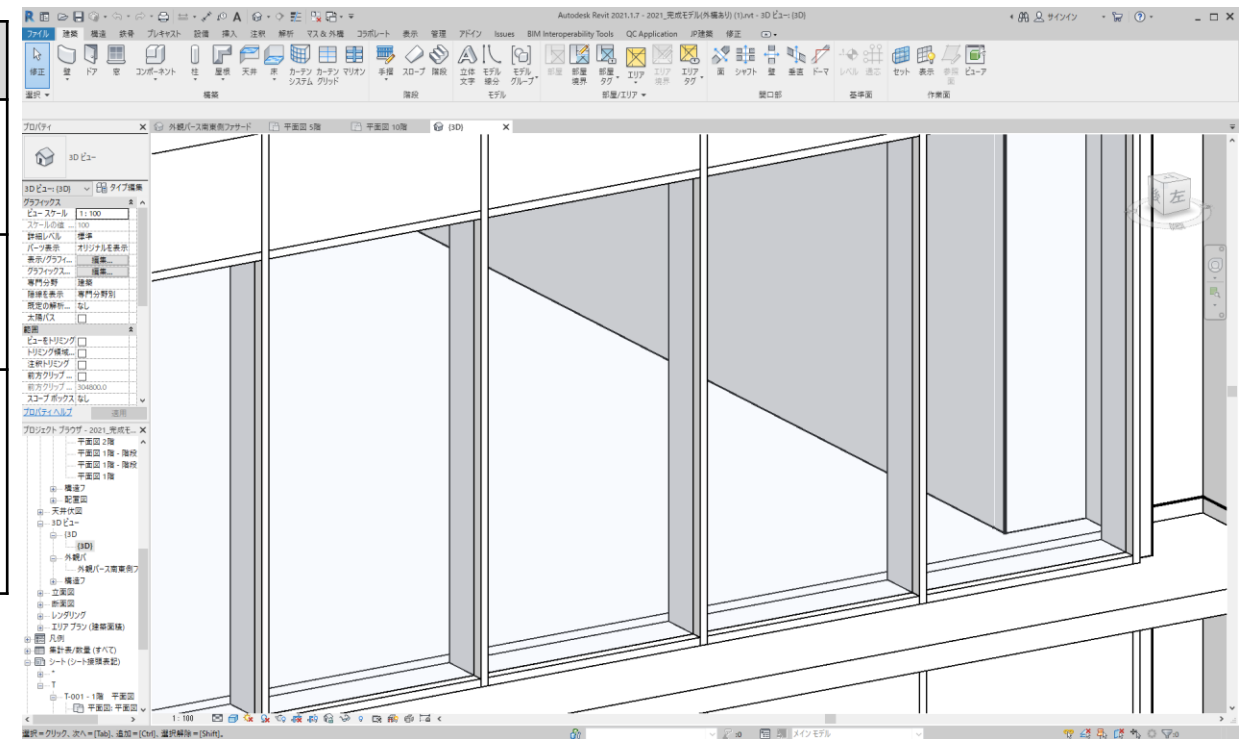 Autodesk Revit 2021.1.7 - 2021_完成モデル(外構あり) (1).rvt - 3D ビュー: {3D}
サインイン
ファイル 建築 構造 鉄骨 プレキャスト 設備 挿入 注釈 解析 マス&外構 コラボレート 表示 管理 アドイン Issues BIM Interoperability Tools QC Application JP建築 修正
修正 壁 ドア 窓 コンポーネント 柱 屋根 天井 床 カーテン システム カーテン グリッド マリオン 手摺 スロープ 階段 立体 文字 モデル 線分 モデル グループ 部屋 部屋 境界 部屋 タグ エリア エリア 境界 エリア タグ 面 シャフト 壁 垂直 ドーマ レベル 通芯 セット 表示 参照 面 ビューア
選択 構築 階段 モデル 部屋/エリア 開口部 基準面 作業面
プロパティ
外観パース南東側ファサード 平面図 5階 平面図 10階 {3D}
3D ビュー
3D ビュー: {3D} タイプ編集
グラフィックス
ビュー スケール 1 : 100
スケールの値 ... 100
詳細レベル 標準
パーツ表示 オリジナルを表示
表示/グラフィ... 編集...
グラフィックス... 編集...
専門分野 建築
陰線を表示 専門分野別
既定の解析... なし
太陽パス
範囲
ビューをトリミング
トリミング領域...
注釈トリミング
前方クリップ ...
前方クリップ ... 304800.0
スコープ ボックス なし
プロパティ ヘルプ 適用
左
プロジェクト ブラウザ - 2021_完成モ...
平面図 2階
平面図 1階 - 階段
平面図 1階 - 階段
平面図 1階
構造フ
配置図
天井伏図
3D ビュー
(3D
{3D}
外観パ
外観パース南東側フ
構造フ
立面図
断面図
レンダリング
エリア プラン (建築面積)
凡例
集計表/数量 (すべて)
シート (シート接頭表記)
T
T-001 - 1階 平面図
平面図: 平面図
1 : 100
選択 = クリック、次へ = [Tab]、追加 = [Ctrl]、選択解除 = [Shift]。
:0
メイン モデル
:0